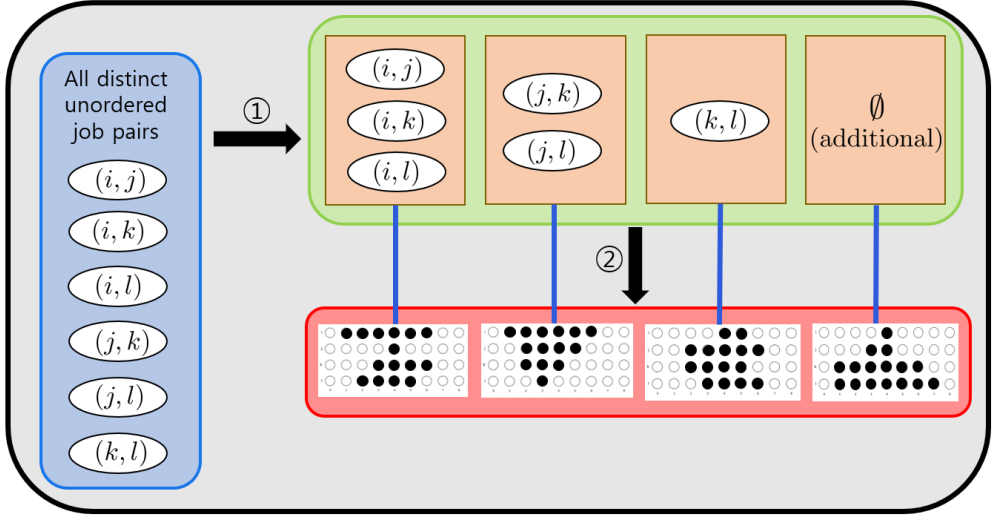 All distinct
unordered
job pairs
(i, j)
(i, k)
(i, l)
(j, k)
(j, l)
(k, l)
①
(i, j)
(i, k)
(i, l)
(j, k)
(j, l)
(k, l)
∅
(additional)
②